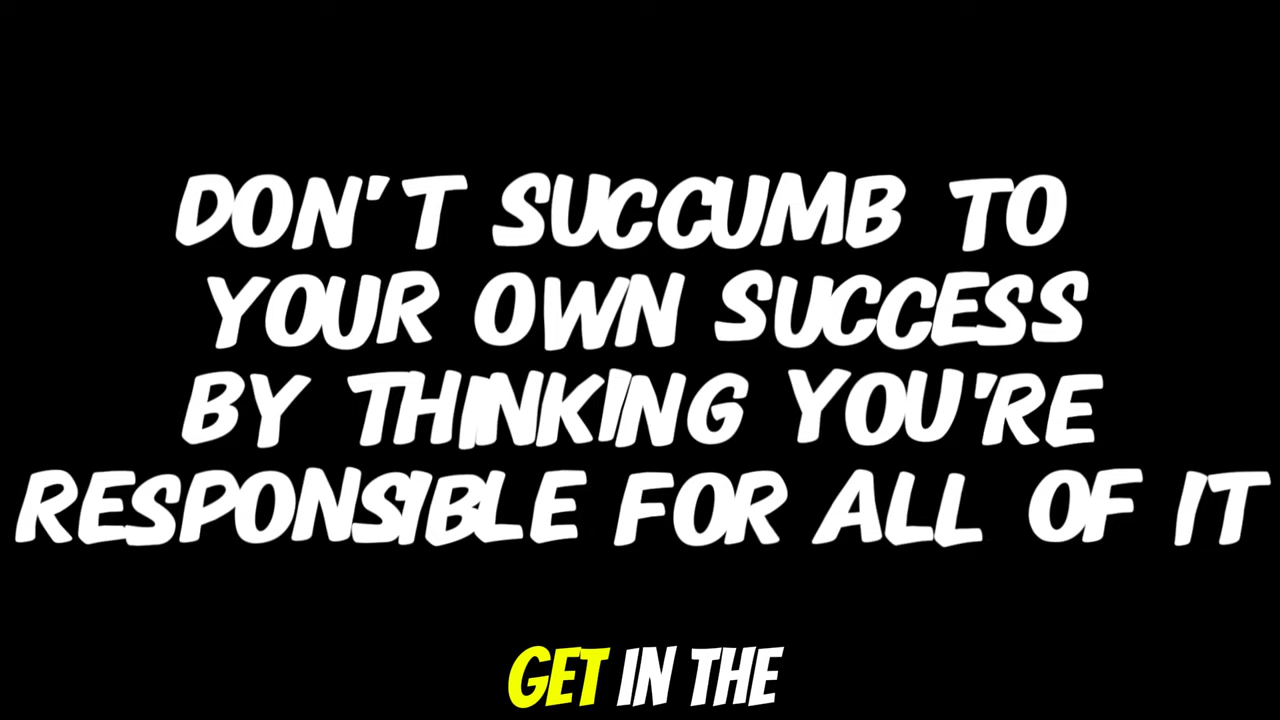 DON'T SUCCUMB TO
YOUR OWN SUCCESS
BY THINKING YOU'RE
RESPONSIBLE FOR ALL OF IT
GET IN THE